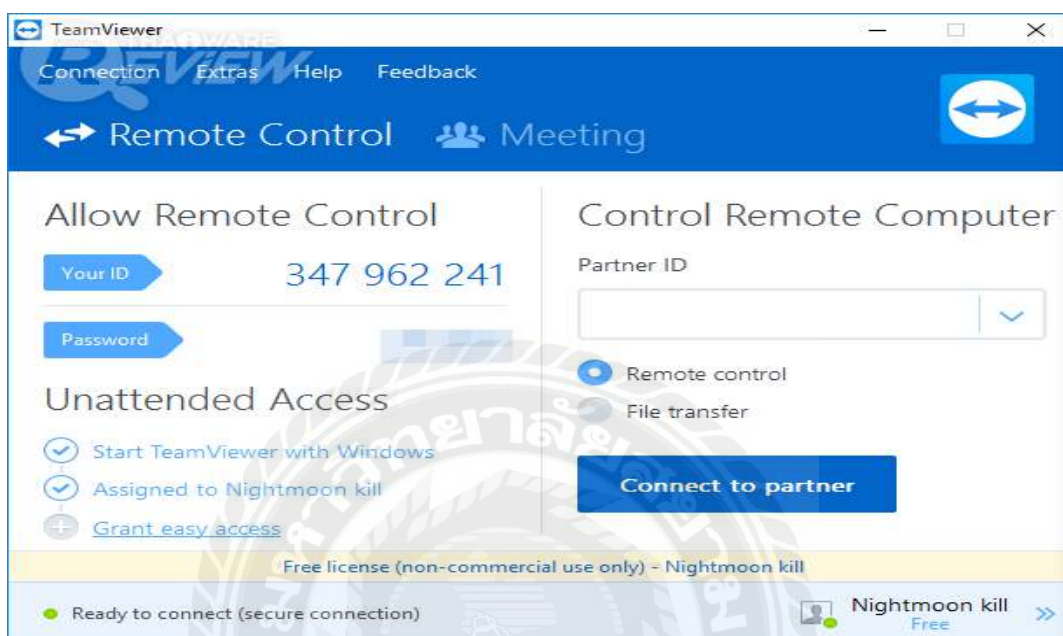 TeamViewer
THAIWARE
REVIEW
Connection Extras Help Feedback
Remote Control Meeting
Allow Remote Control
Your ID 347 962 241
Password
Unattended Access
Start TeamViewer with Windows
Assigned to Nightmoon kill
Grant easy access
Control Remote Computer
Partner ID
Remote control
File transfer
Connect to partner
Free license (non-commercial use only) - Nightmoon kill
Ready to connect (secure connection)
Nightmoon kill
Free